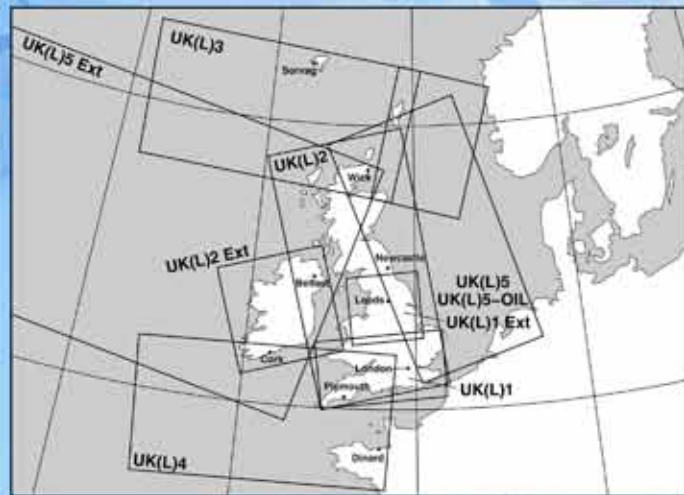 UK(L)3
UK(L)5 Ext
Sorvag
UK(L)2
Wick
UK(L)2 Ext
Newcastle
Belfast
UK(L)5
Leeds
UK(L)5-OIL
UK(L)1 Ext
Cork
London
Plymouth
UK(L)1
Dinard
UK(L)4